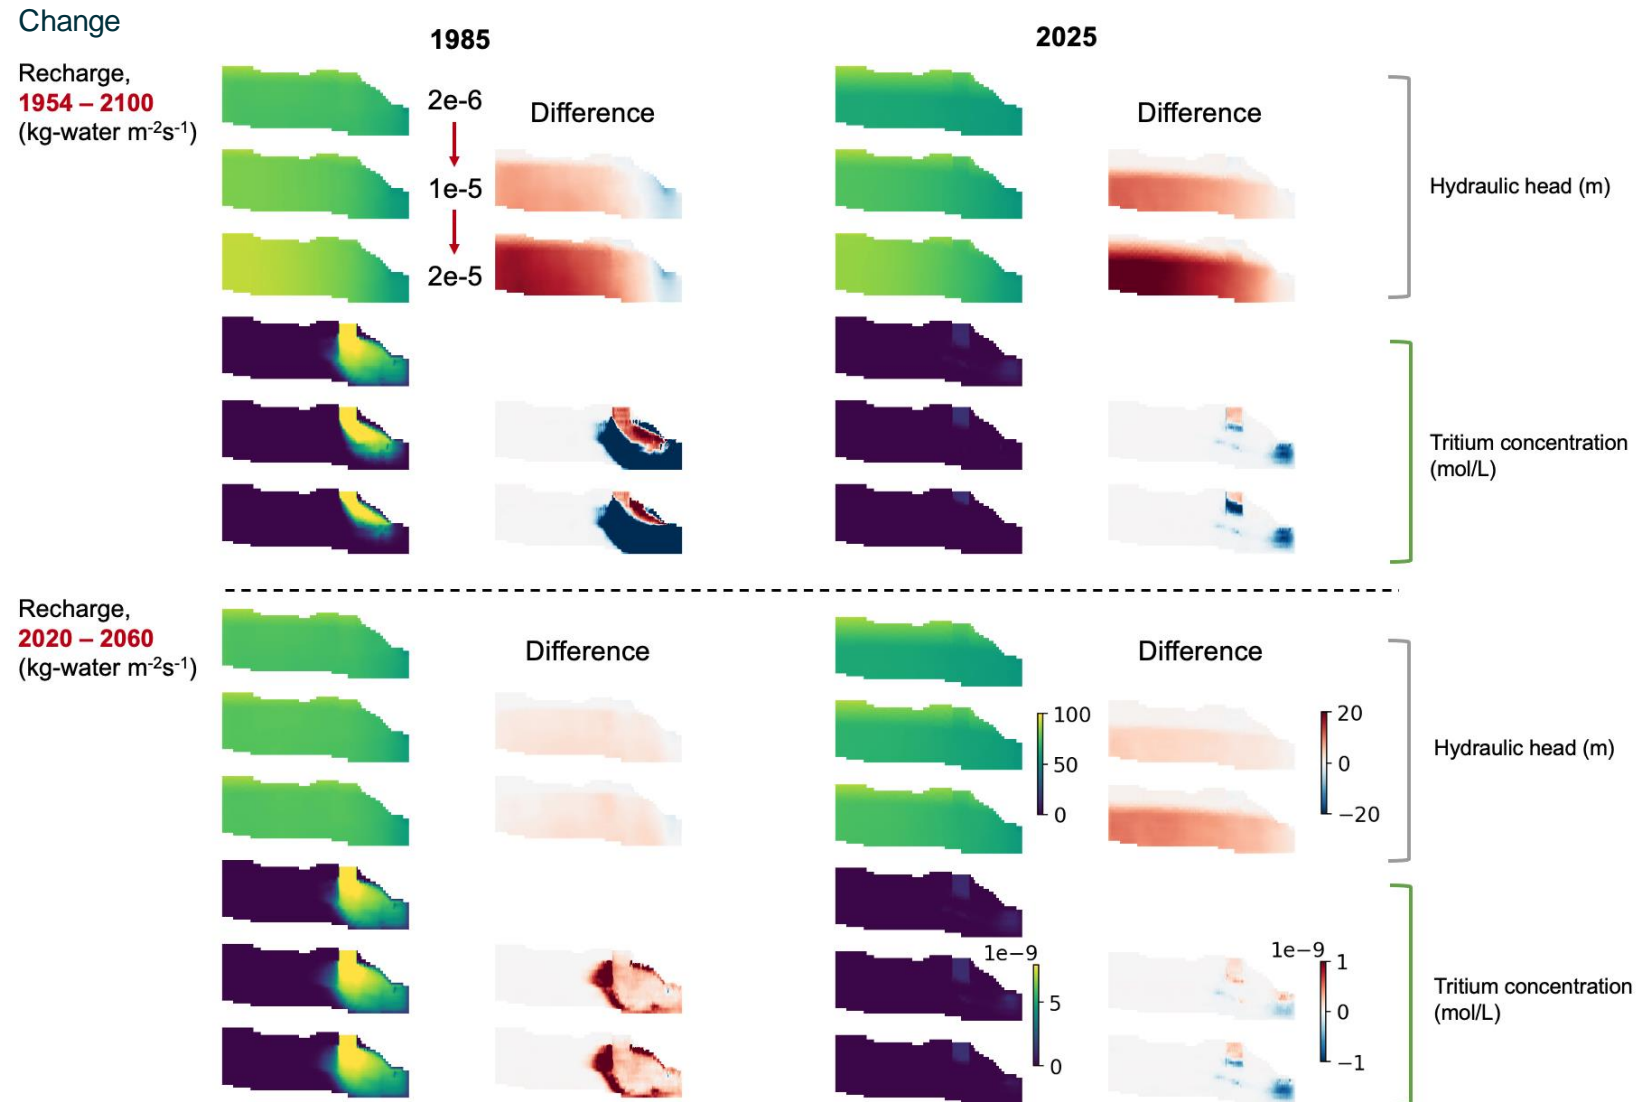 Change
1985
2025
Recharge,
1954 – 2100
(kg-water m-2s-1)
2e-6
1e-5
2e-5
Difference
Difference
Hydraulic head (m)
Tritium concentration
(mol/L)
Recharge,
2020 – 2060
(kg-water m-2s-1)
Difference
Difference
100
50
0
20
0
−20
Hydraulic head (m)
1e−9
5
0
1e−9
1
0
−1
Tritium concentration
(mol/L)